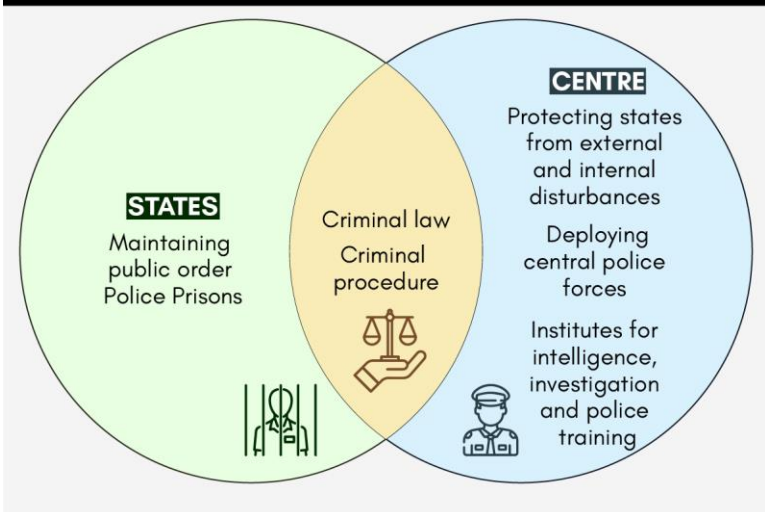 STATES
Maintaining
public order
Police Prisons
Criminal law
Criminal
procedure
CENTRE
Protecting states
from external
and internal
disturbances
Deploying
central police
forces
Institutes for
intelligence,
investigation
and police
training